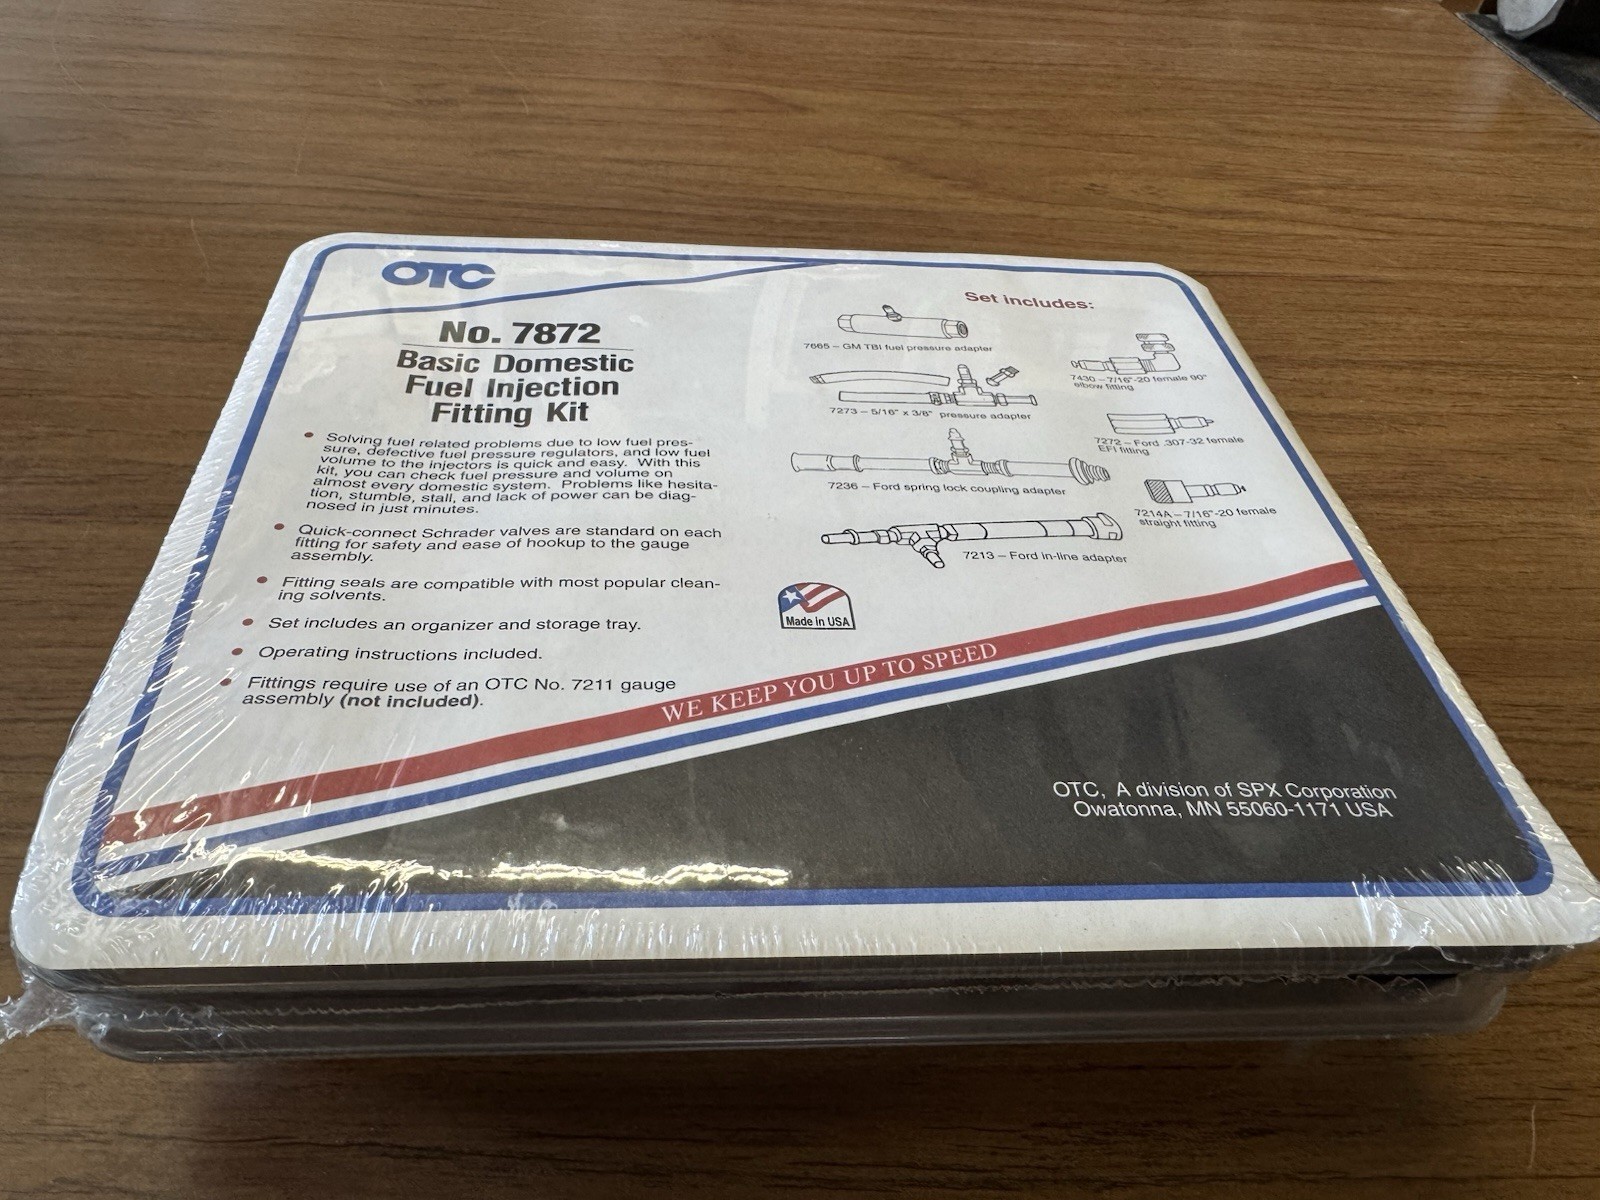 OTC
No. 7872
Basic Domestic
Fuel Injection
Fitting Kit
• Solving fuel related problems due to low fuel pres-
sure, defective fuel pressure regulators, and low fuel
volume to the injectors is quick and easy. With this
kit, you can check fuel pressure and volume on
almost every domestic system. Problems like hesita-
tion, stumble, stall, and lack of power can be diag-
nosed in just minutes.
• Quick-connect Schrader valves are standard on each
fitting for safety and ease of hookup to the gauge
assembly.
• Fitting seals are compatible with most popular clean-
ing solvents.
• Set includes an organizer and storage tray.
• Operating instructions included.
• Fittings require use of an OTC No. 7211 gauge
assembly (not included).
Set includes:
7665 – GM TBI fuel pressure adapter
7430 – 7/16"-20 female 90°
elbow fitting
7273 – 5/16" x 3/8" pressure adapter
7272 – Ford .307-32 female
EFI fitting
7236 – Ford spring lock coupling adapter
7214A – 7/16"-20 female
straight fitting
7213 – Ford in-line adapter
Made in USA
WE KEEP YOU UP TO SPEED
OTC, A division of SPX Corporation
Owatonna, MN 55060-1171 USA